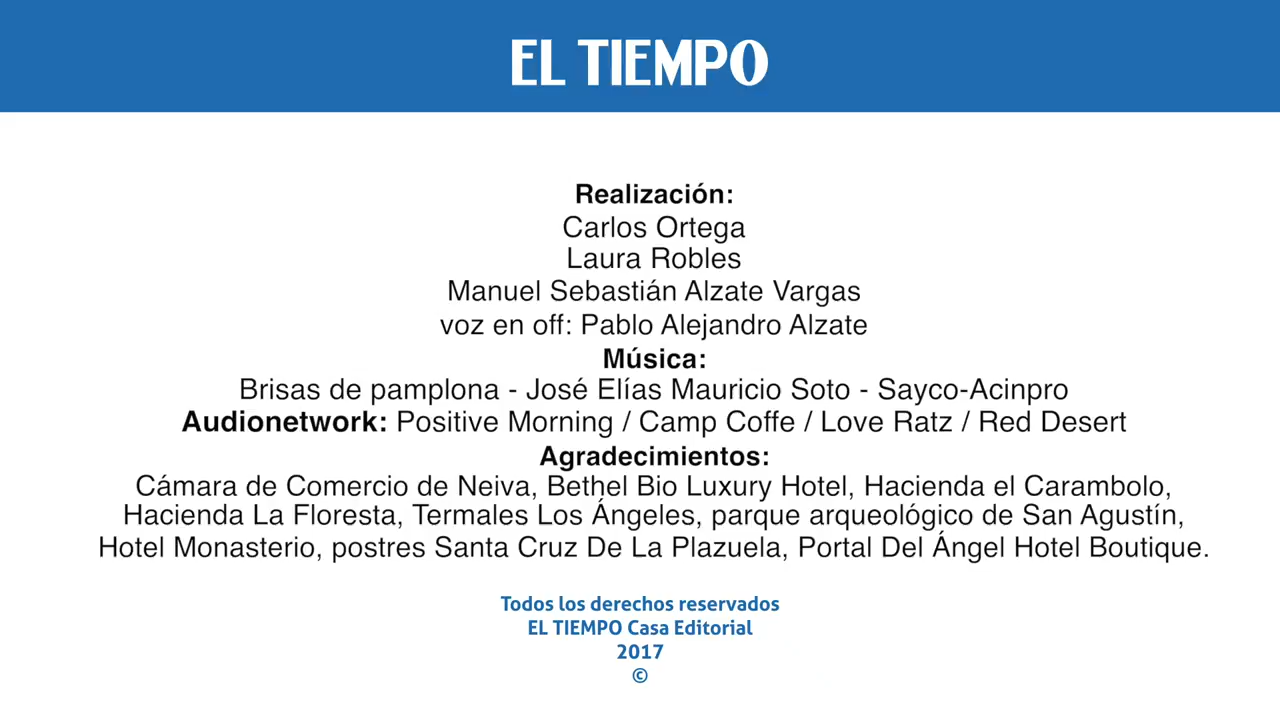 EL TIEMPO
Realización:
Carlos Ortega
Laura Robles
Manuel Sebastián Alzate Vargas
voz en off: Pablo Alejandro Alzate
Música:
Brisas de pamplona - José Elías Mauricio Soto - Sayco-Acinpro
Audionetwork: Positive Morning / Camp Coffe / Love Ratz / Red Desert
Agradecimientos:
Cámara de Comercio de Neiva, Bethel Bio Luxury Hotel, Hacienda el Carambolo,
Hacienda La Floresta, Termales Los Ángeles, parque arqueológico de San Agustín,
Hotel Monasterio, postres Santa Cruz De La Plazuela, Portal Del Ángel Hotel Boutique.
Todos los derechos reservados
EL TIEMPO Casa Editorial
2017
©